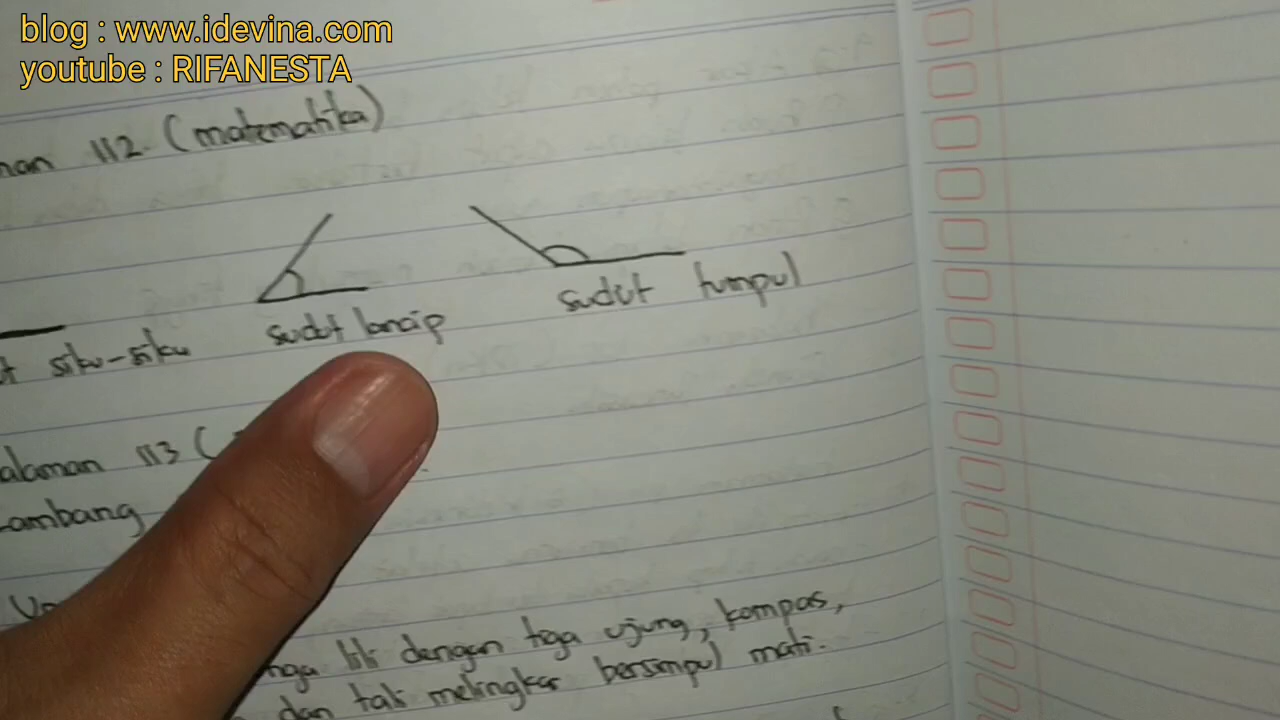 blog : www.idevina.com
youtube : RIFANESTA
112. (matematika)
sudut tumpul
siku-siku sudut lancip
alaman 113 (
ambang
lili dengan tiga ujung, kompas,
dan tali melingkar bersimpul mati.